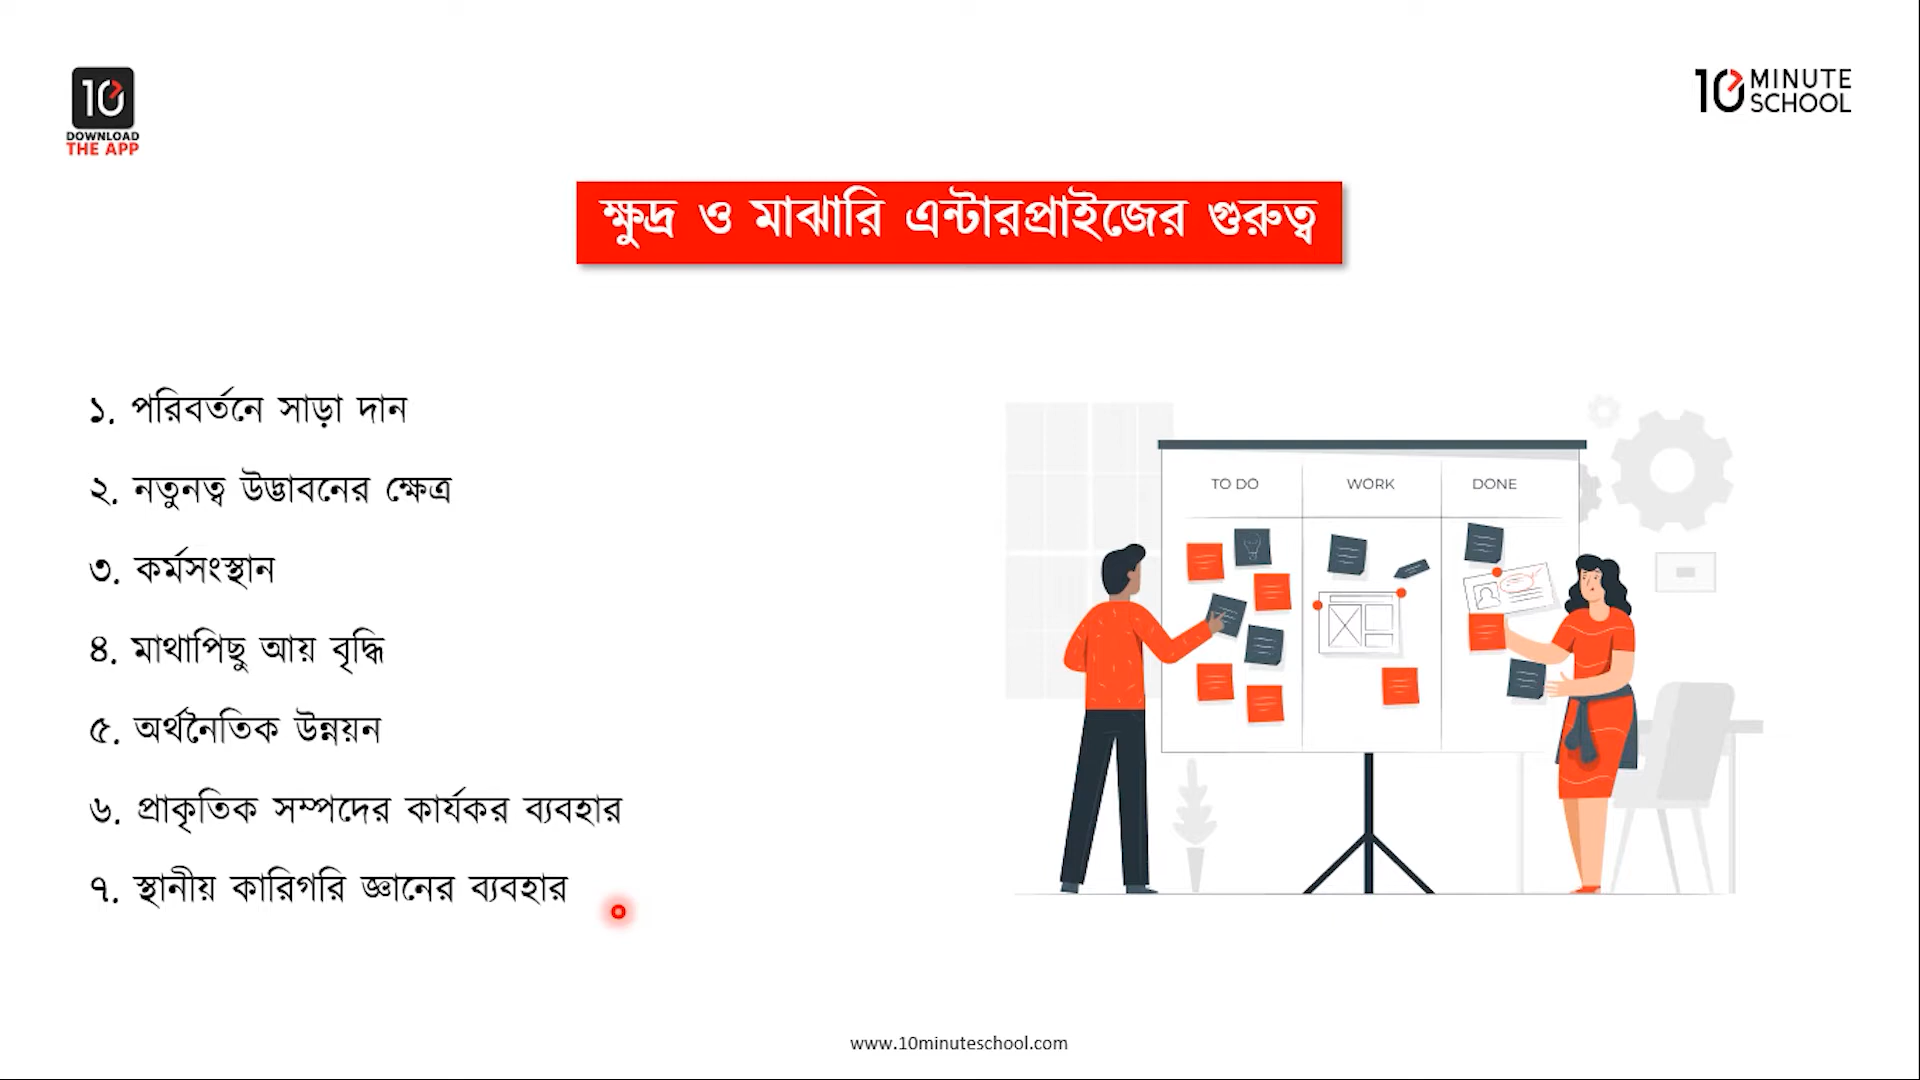 10
DOWNLOAD
THE APP
10 MINUTE
SCHOOL
ক্ষুদ্র ও মাঝারি এন্টারপ্রাইজের গুরুত্ব
১. পরিবর্তনে সাড়া দান
২. নতুনত্ব উদ্ভাবনের ক্ষেত্র
৩. কর্মসংস্থান
৪. মাথাপিছু আয় বৃদ্ধি
৫. অর্থনৈতিক উন্নয়ন
৬. প্রাকৃতিক সম্পদের কার্যকর ব্যবহার
৭. স্থানীয় কারিগরি জ্ঞানের ব্যবহার
TO DO
WORK
DONE
www.10minuteschool.com